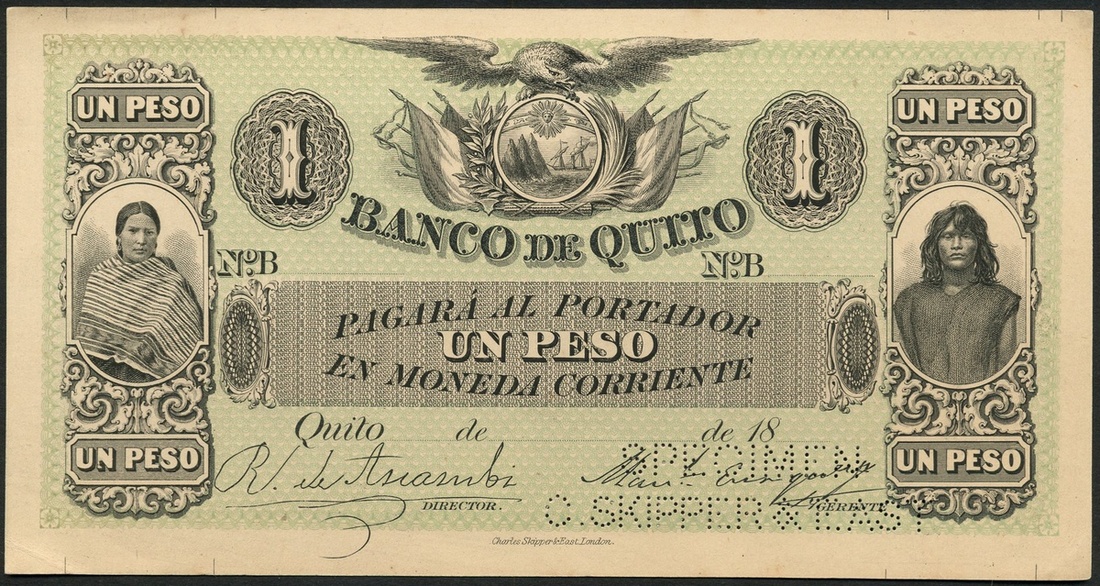 UN PESO
UN PESO
1
1
BANCO DE QUITO
Nº. B
Nº. B
PAGARÁ AL PORTADOR
UN PESO
EN MONEDA CORRIENTE
Quito de de 18
SPECIMEN
UN PESO
UN PESO
R. de
DIRECTOR.
GERENTE
C. SKIPPER & EAST
Charles Skipper & East, London.